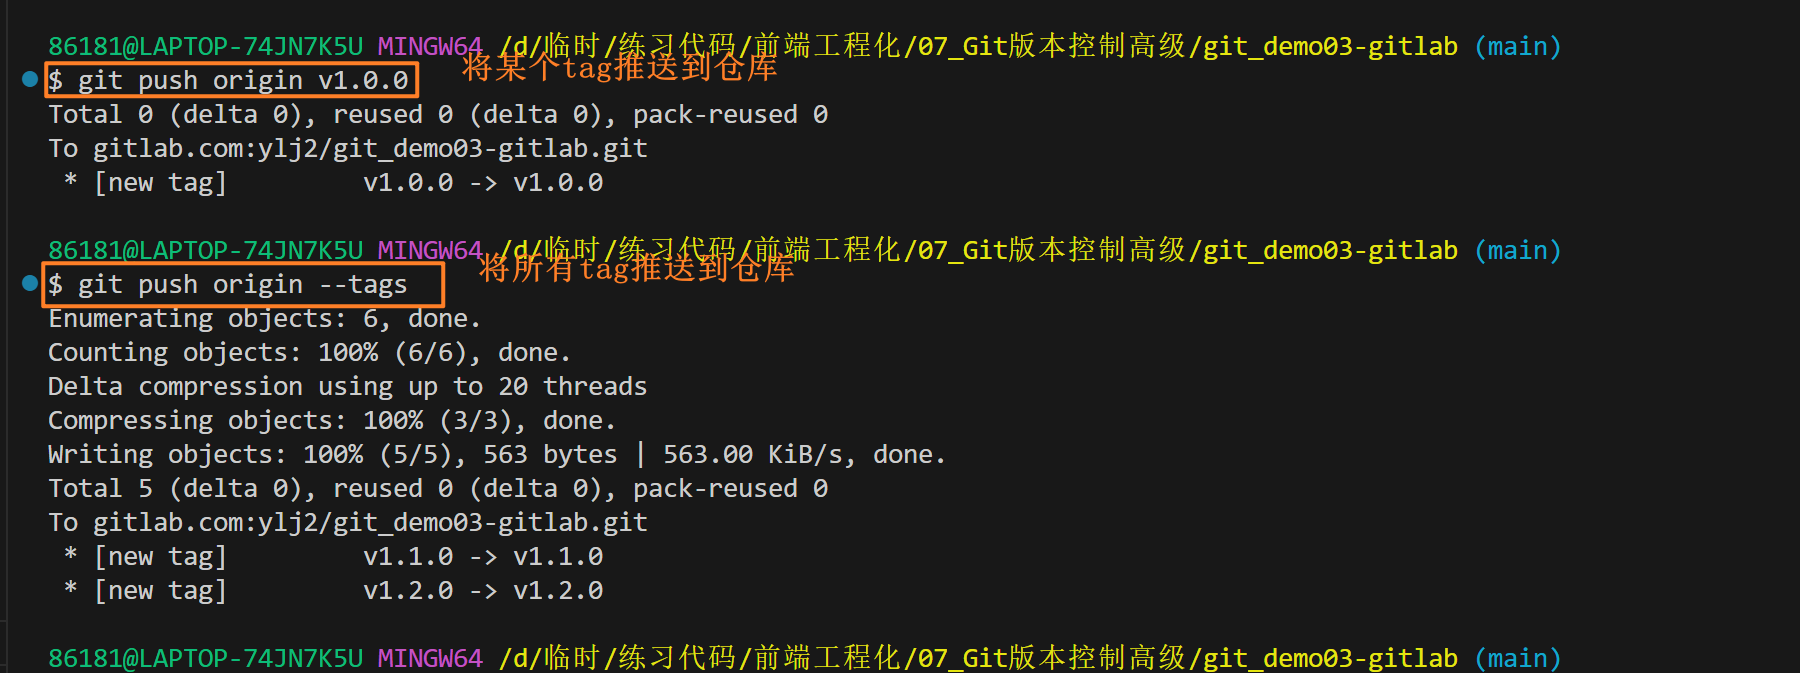 86181@LAPTOP-74JN7K5U MINGW64 /d/临时/练习代码/前端工程化/07_Git版本控制高级/git_demo03-gitlab (main)
$ git push origin v1.0.0 将某个tag推送到仓库
Total 0 (delta 0), reused 0 (delta 0), pack-reused 0
To gitlab.com:ylj2/git_demo03-gitlab.git
 * [new tag]         v1.0.0 -> v1.0.0
86181@LAPTOP-74JN7K5U MINGW64 /d/临时/练习代码/前端工程化/07_Git版本控制高级/git_demo03-gitlab (main)
$ git push origin --tags 将所有tag推送到仓库
Enumerating objects: 6, done.
Counting objects: 100% (6/6), done.
Delta compression using up to 20 threads
Compressing objects: 100% (3/3), done.
Writing objects: 100% (5/5), 563 bytes | 563.00 KiB/s, done.
Total 5 (delta 0), reused 0 (delta 0), pack-reused 0
To gitlab.com:ylj2/git_demo03-gitlab.git
 * [new tag]         v1.1.0 -> v1.1.0
 * [new tag]         v1.2.0 -> v1.2.0
86181@LAPTOP-74JN7K5U MINGW64 /d/临时/练习代码/前端工程化/07_Git版本控制高级/git_demo03-gitlab (main)